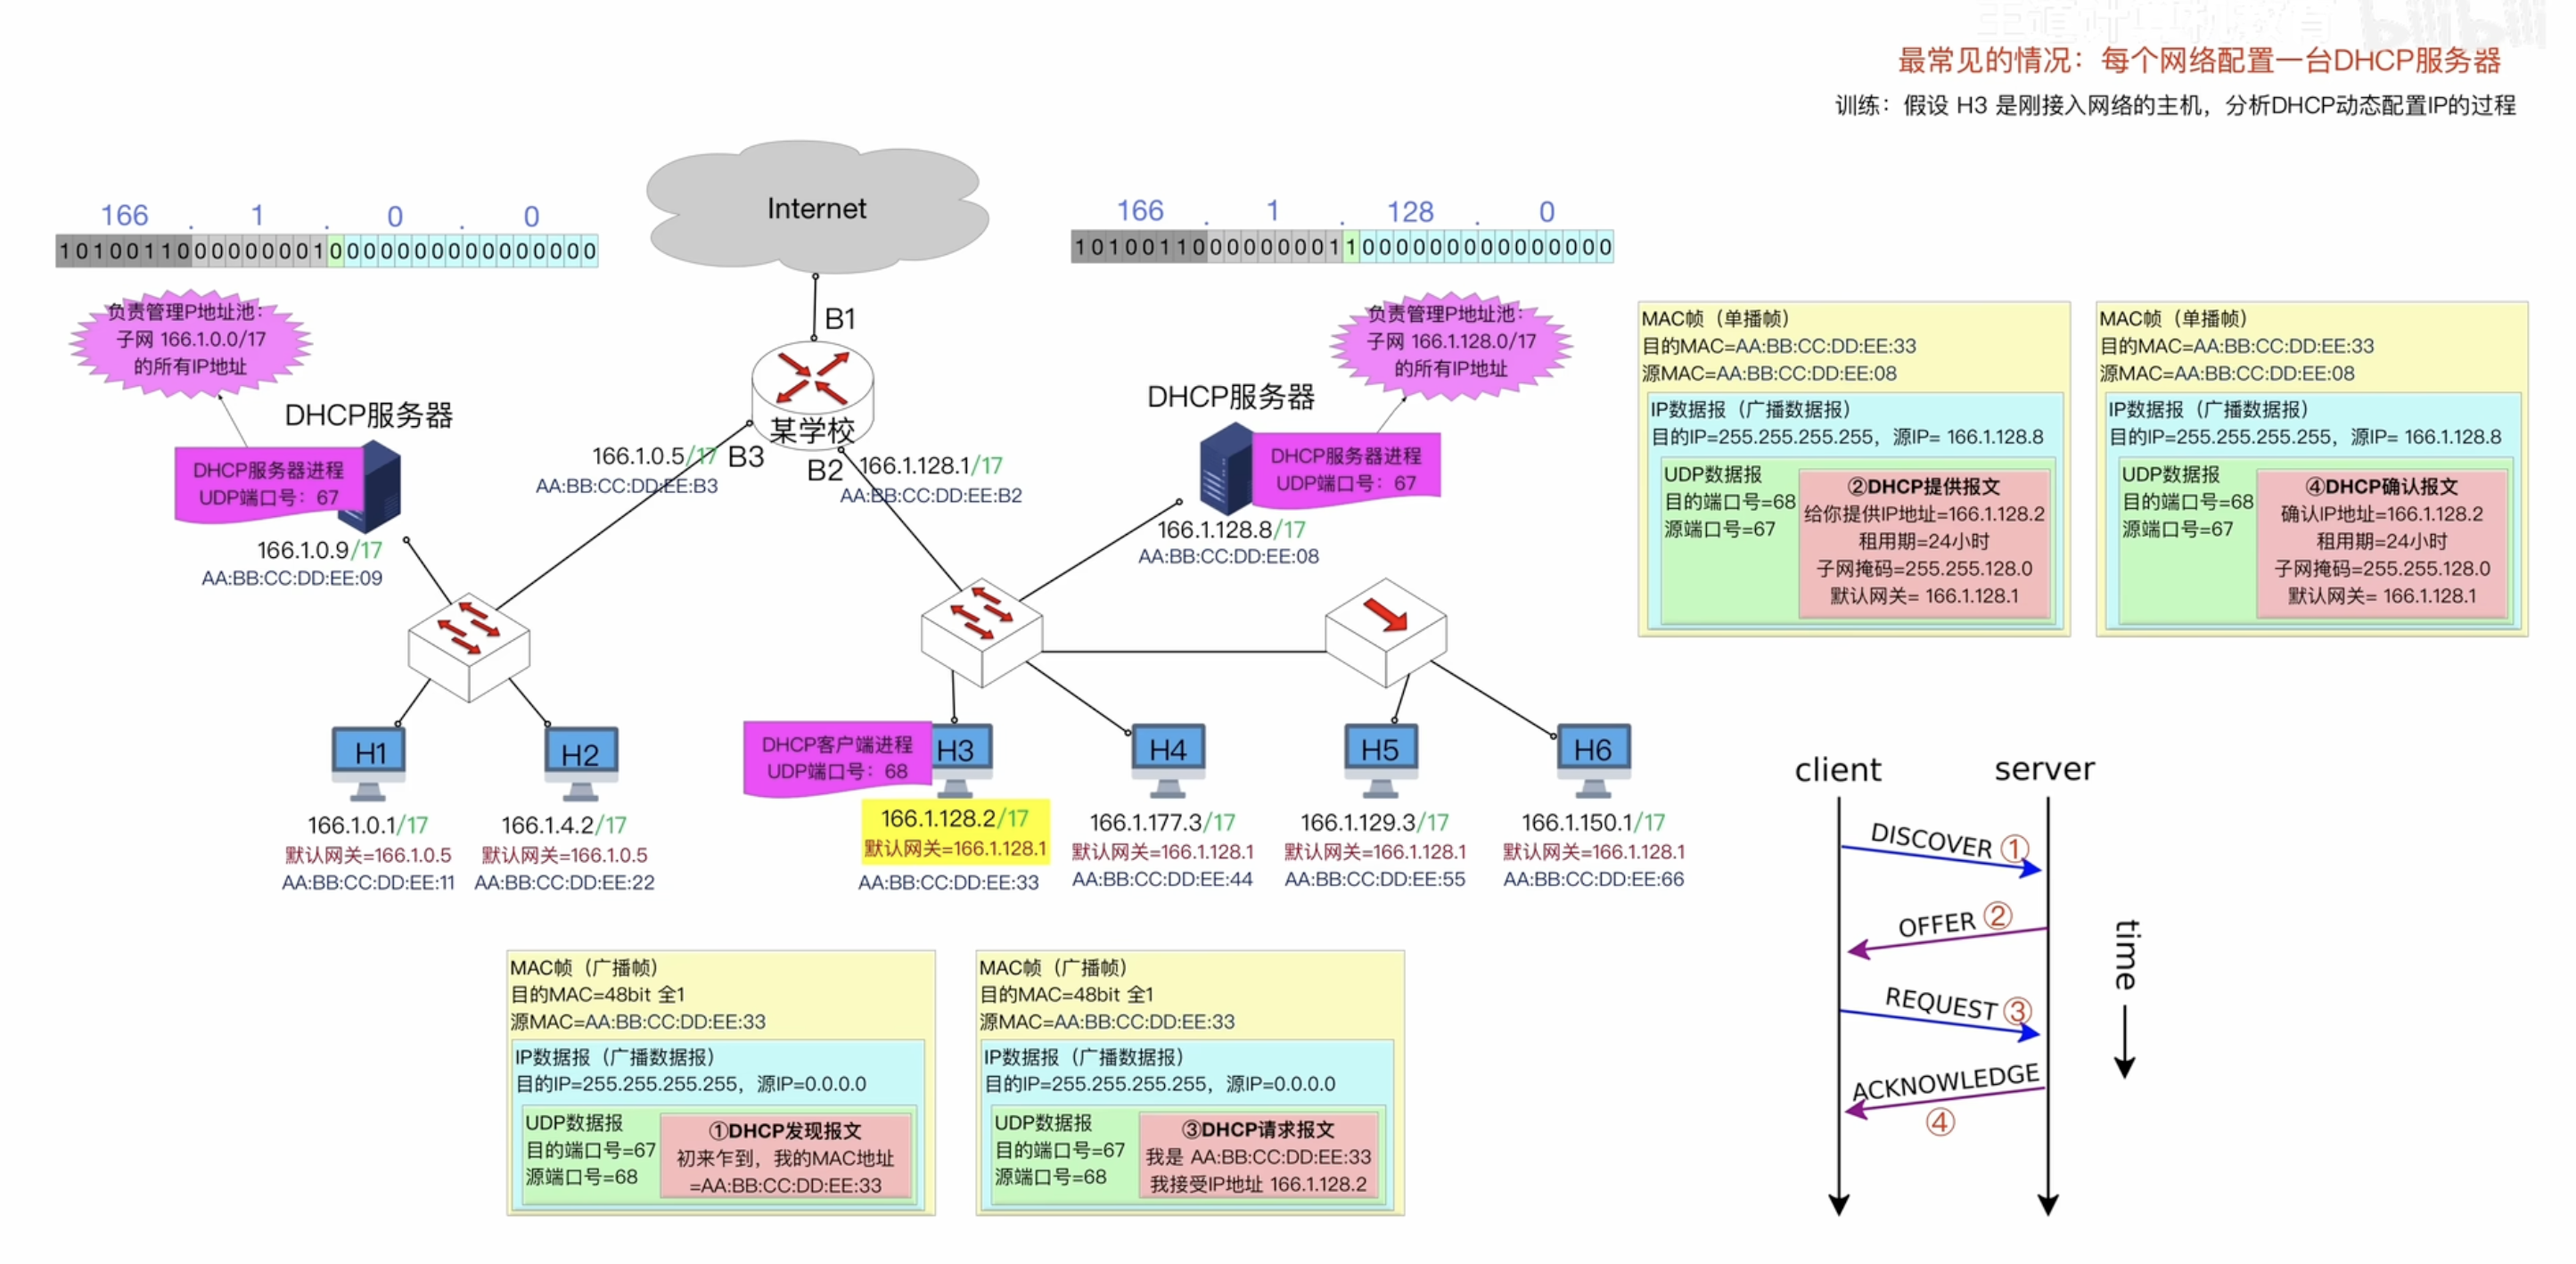 王道计算机教育 bilibili
最常见的情况：每个网络配置一台DHCP服务器
训练：假设 H3 是刚接入网络的主机，分析DHCP动态配置IP的过程
166 . 1 . 0 . 0
10100110000000010000000000000000
Internet
166 . 1 . 128 . 0
10100110000000011000000000000000
负责管理P地址池：
子网 166.1.0.0/17
的所有IP地址
DHCP服务器
DHCP服务器进程
UDP端口号：67
166.1.0.9/17
AA:BB:CC:DD:EE:09
B1
某学校
B3
B2
166.1.0.5/17
AA:BB:CC:DD:EE:B3
166.1.128.1/17
AA:BB:CC:DD:EE:B2
负责管理P地址池：
子网 166.1.128.0/17
的所有IP地址
DHCP服务器
DHCP服务器进程
UDP端口号：67
166.1.128.8/17
AA:BB:CC:DD:EE:08
MAC帧（单播帧）
目的MAC=AA:BB:CC:DD:EE:33
源MAC=AA:BB:CC:DD:EE:08
IP数据报（广播数据报）
目的IP=255.255.255.255，源IP= 166.1.128.8
UDP数据报
目的端口号=68
源端口号=67
②DHCP提供报文
给你提供IP地址=166.1.128.2
租用期=24小时
子网掩码=255.255.128.0
默认网关= 166.1.128.1
MAC帧（单播帧）
目的MAC=AA:BB:CC:DD:EE:33
源MAC=AA:BB:CC:DD:EE:08
IP数据报（广播数据报）
目的IP=255.255.255.255，源IP= 166.1.128.8
UDP数据报
目的端口号=68
源端口号=67
④DHCP确认报文
确认IP地址=166.1.128.2
租用期=24小时
子网掩码=255.255.128.0
默认网关= 166.1.128.1
H1
166.1.0.1/17
默认网关=166.1.0.5
AA:BB:CC:DD:EE:11
H2
166.1.4.2/17
默认网关=166.1.0.5
AA:BB:CC:DD:EE:22
DHCP客户端进程
UDP端口号：68
H3
166.1.128.2/17
默认网关=166.1.128.1
AA:BB:CC:DD:EE:33
H4
166.1.177.3/17
默认网关=166.1.128.1
AA:BB:CC:DD:EE:44
H5
166.1.129.3/17
默认网关=166.1.128.1
AA:BB:CC:DD:EE:55
H6
166.1.150.1/17
默认网关=166.1.128.1
AA:BB:CC:DD:EE:66
MAC帧（广播帧）
目的MAC=48bit 全1
源MAC=AA:BB:CC:DD:EE:33
IP数据报（广播数据报）
目的IP=255.255.255.255，源IP=0.0.0.0
UDP数据报
目的端口号=67
源端口号=68
①DHCP发现报文
初来乍到，我的MAC地址
=AA:BB:CC:DD:EE:33
MAC帧（广播帧）
目的MAC=48bit 全1
源MAC=AA:BB:CC:DD:EE:33
IP数据报（广播数据报）
目的IP=255.255.255.255，源IP=0.0.0.0
UDP数据报
目的端口号=67
源端口号=68
③DHCP请求报文
我是 AA:BB:CC:DD:EE:33
我接受IP地址 166.1.128.2
client
server
DISCOVER ①
OFFER ②
REQUEST ③
ACKNOWLEDGE
④
time